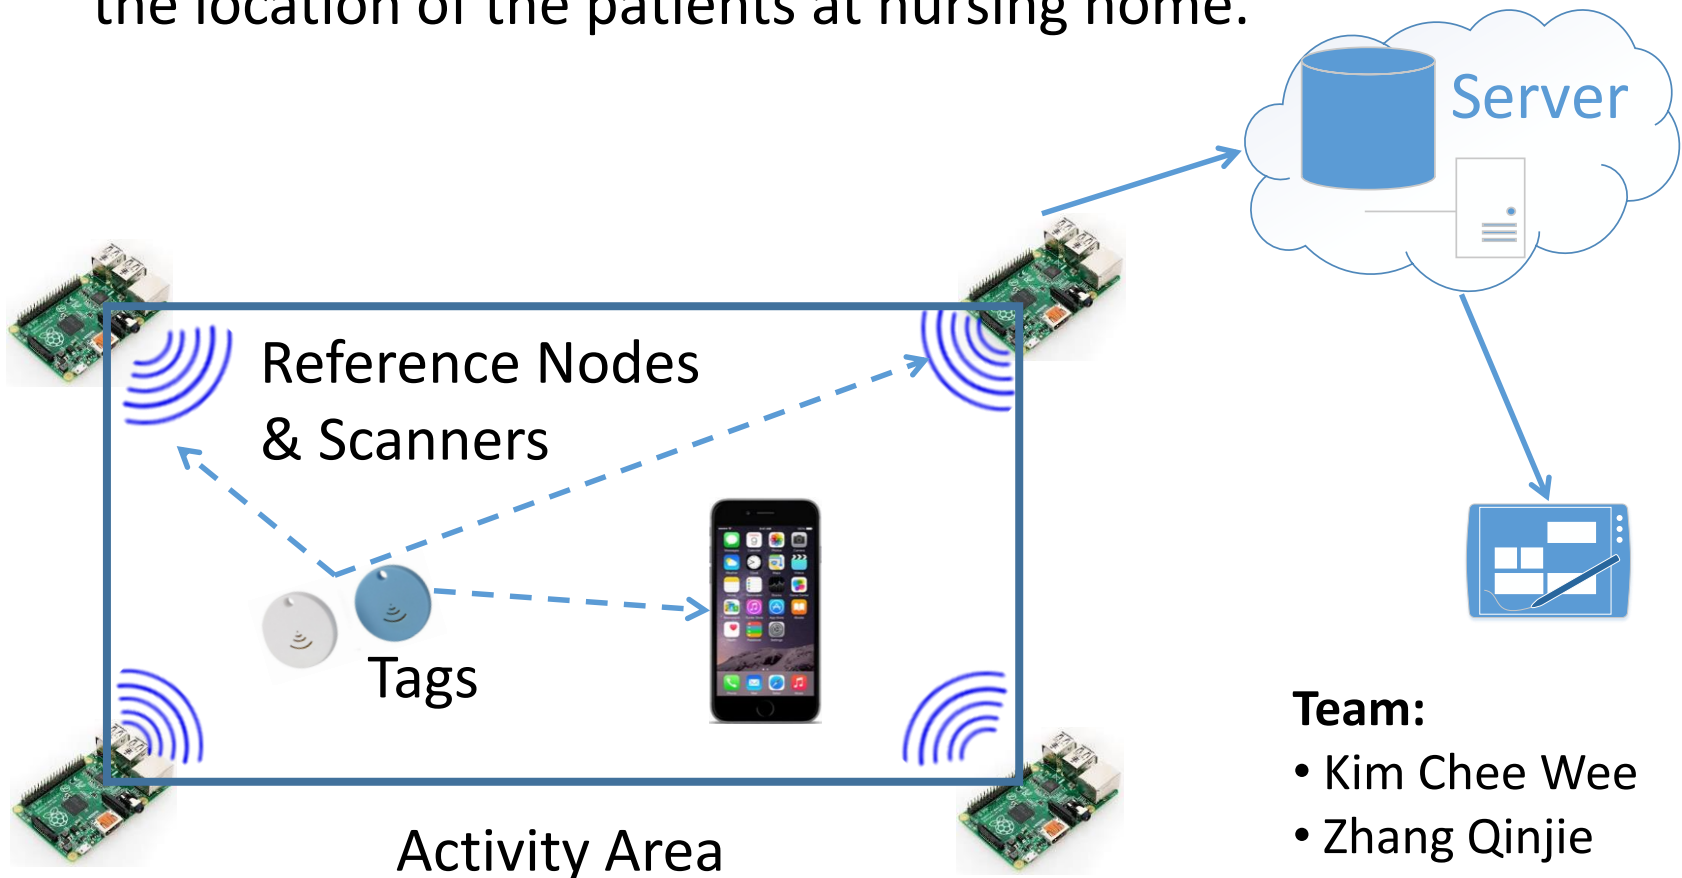 the location of the patients at nursing home.
Server
Reference Nodes
& Scanners
Tags
Activity Area
Team:
• Kim Chee Wee
• Zhang Qinjie